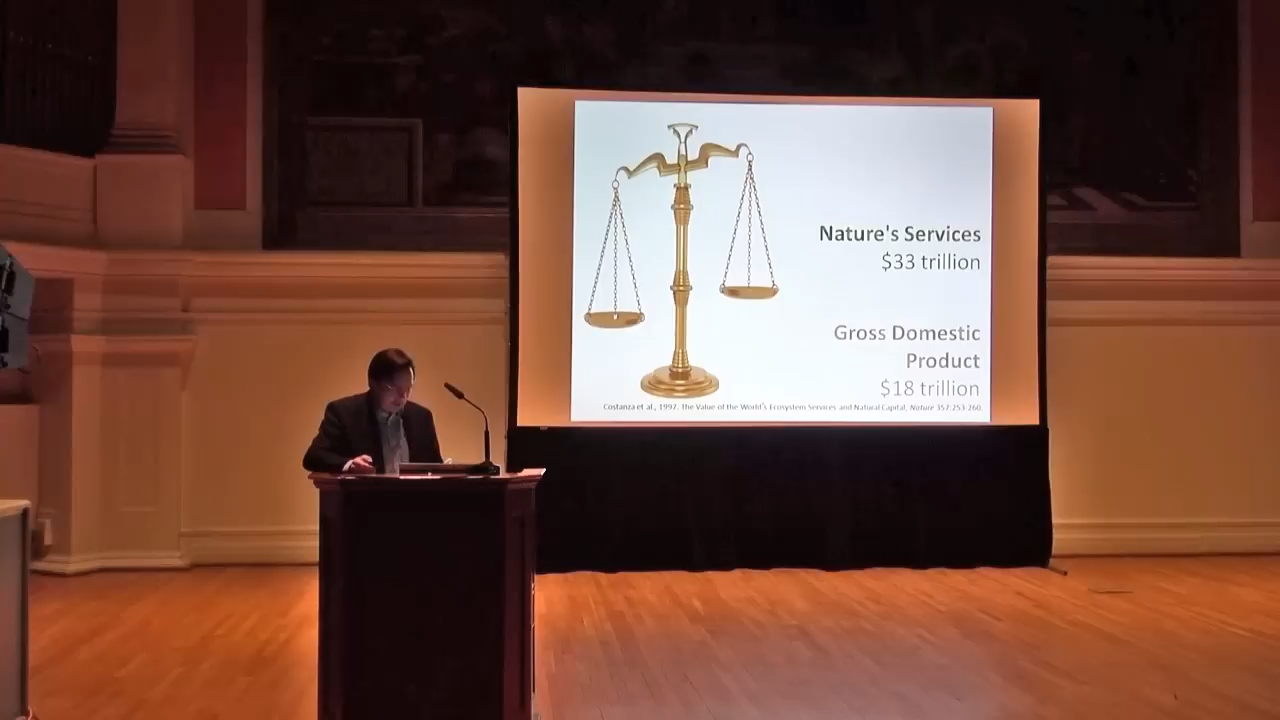 Nature's Services
$33 trillion
Gross Domestic
Product
$18 trillion
Costanza et al., 1997. The Value of the World's Ecosystem Services and Natural Capital, Nature 357:253-260.